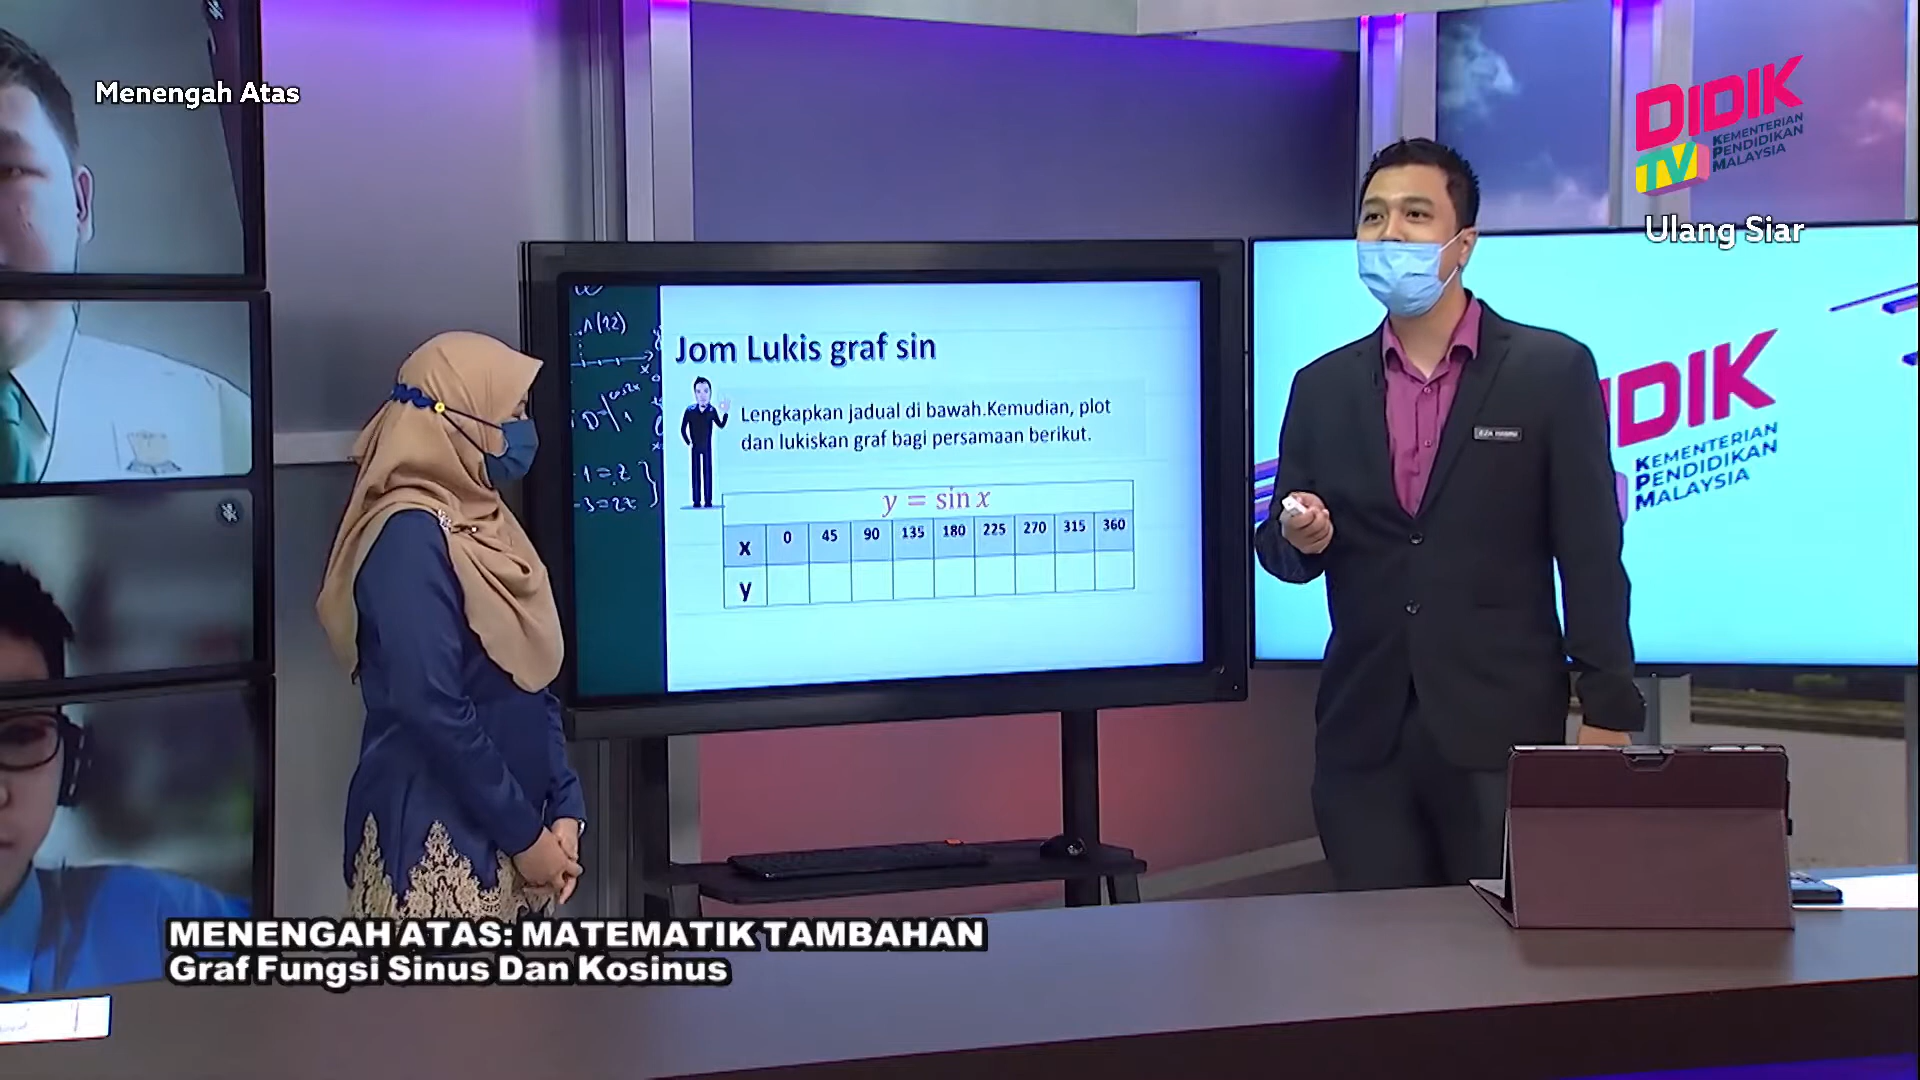 Menengah Atas
DIDIK
TV
KEMENTERIAN
PENDIDIKAN
MALAYSIA
Ulang Siar
Jom Lukis graf sin
Lengkapkan jadual di bawah.Kemudian, plot
dan lukiskan graf bagi persamaan berikut.
y = sin x
x 0 45 90 135 180 225 270 315 360
y
DIDIK
KEMENTERIAN
PENDIDIKAN
MALAYSIA
MENENGAH ATAS: MATEMATIK TAMBAHAN
Graf Fungsi Sinus Dan Kosinus